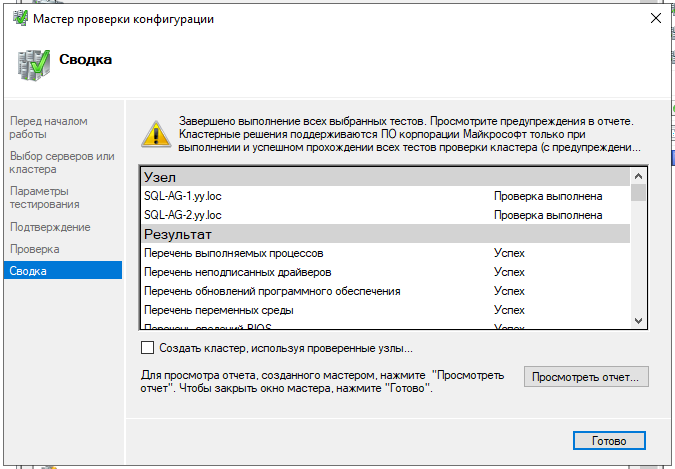 Мастер проверки конфигурации
Сводка
Перед началом
работы
Выбор серверов или
кластера
Параметры
тестирования
Подтверждение
Проверка
Сводка
Завершено выполнение всех выбранных тестов. Просмотрите предупреждения в отчете.
Кластерные решения поддерживаются ПО корпорации Майкрософт только при
выполнении и успешном прохождении всех тестов проверки кластера (с предупреждени...
Узел
SQL-AG-1.yy.loc Проверка выполнена
SQL-AG-2.yy.loc Проверка выполнена
Результат
Перечень выполняемых процессов Успех
Перечень неподписанных драйверов Успех
Перечень обновлений программного обеспечения Успех
Перечень переменных среды Успех
Перечень сведений BIOS Успех
Создать кластер, используя проверенные узлы...
Для просмотра отчета, созданного мастером, нажмите "Просмотреть
отчет". Чтобы закрыть окно мастера, нажмите "Готово".
Просмотреть отчет...
Готово